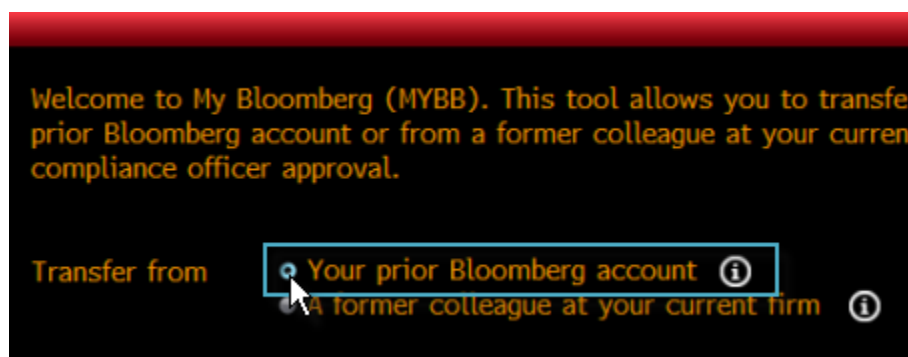 Welcome to My Bloomberg (MYBB). This tool allows you to transfe
prior Bloomberg account or from a former colleague at your curren
compliance officer approval.
Transfer from
Your prior Bloomberg account
A former colleague at your current firm